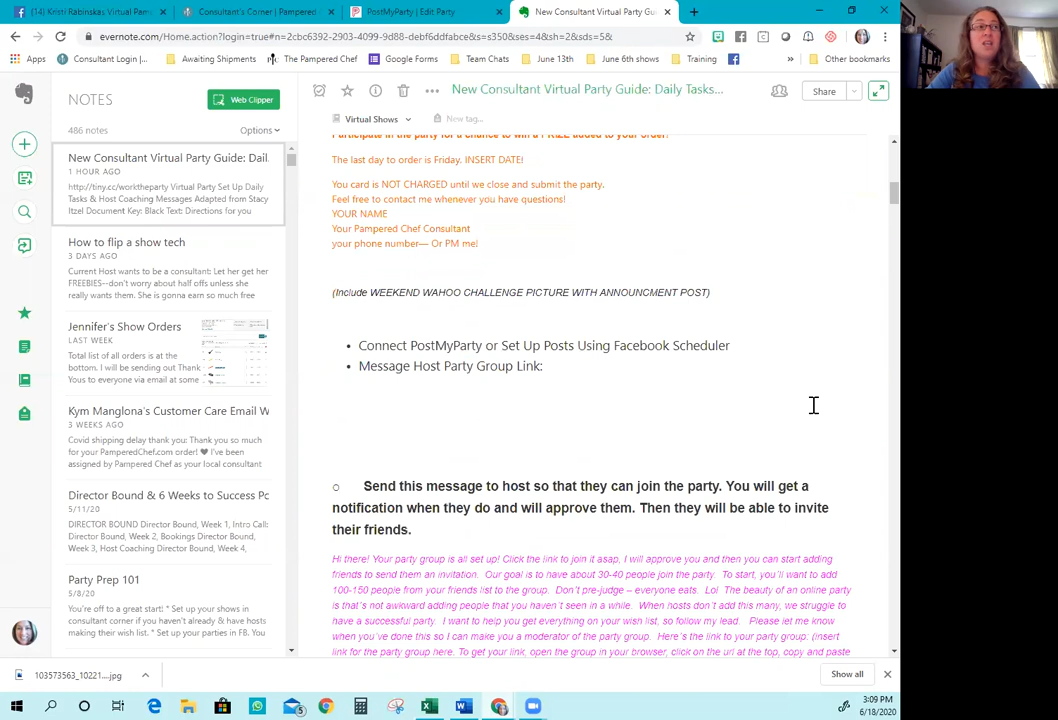 (14) Kristi Rabinskas Virtual Pam
Consultant's Corner | Pampered
PostMyParty | Edit Party
New Consultant Virtual Party Gui
evernote.com/Home.action?login=true#n=2cbc6392-2903-4099-9488-debf6ddfabce&s=s350&ses=4&sh=2&sds=5&
Apps
Consultant Login |...
Awaiting Shipments
The Pampered Chef
Google Forms
Team Chats
June 13th
June 6th shows
Training
»
Other bookmarks
NOTES
Web Clipper
486 notes
Options
New Consultant Virtual Party Guide: Dail
1 HOUR AGO
http://tiny.cc/worktheparty Virtual Party Set Up Daily
Tasks & Host Coaching Messages Adapted from Stacy
Itzel Document Key: Black Text: Directions for you
How to flip a show tech
3 DAYS AGO
Current Host wants to be a consultant: Let her get her
FREEBIES--don't worry about half offs unless she
really wants them. She is gonna earn so much free
Jennifer's Show Orders
LAST WEEK
Total list of all orders is at the
bottom. I will be sending out Thank
Yous to everyone via email at some
Kym Manglona's Customer Care Email W
3 WEEKS AGO
Covid shipping delay thank you: Thank you so much
for your PamperedChef.com order! ❤ I've been
assigned by Pampered Chef as your local consultant
Director Bound & 6 Weeks to Success Pc
5/11/20
DIRECTOR BOUND Director Bound, Week 1, Intro Call:
Director Bound, Week 2, Bookings Director Bound,
Week 3, Host Coaching Director Bound, Week 4,
Party Prep 101
5/8/20
You're off to a great start! * Set up your shows in
consultant corner if you haven't already & have hosts
making their wish list. * Set up your parties in FB. You
New Consultant Virtual Party Guide: Daily Tasks...
Share
Virtual Shows
New tag...
Participate in the party for a chance to win a PRIZE added to your order!
The last day to order is Friday. INSERT DATE!
You card is NOT CHARGED until we close and submit the party.
Feel free to contact me whenever you have questions!
YOUR NAME
Your Pampered Chef Consultant
your phone number— Or PM me!
(Include WEEKEND WAHOO CHALLENGE PICTURE WITH ANNOUNCMENT POST)
• Connect PostMyParty or Set Up Posts Using Facebook Scheduler
• Message Host Party Group Link:
o Send this message to host so that they can join the party. You will get a
notification when they do and will approve them. Then they will be able to invite
their friends.
Hi there! Your party group is all set up! Click the link to join it asap, I will approve you and then you can start adding
friends to send them an invitation. Our goal is to have about 30-40 people join the party. To start, you'll want to add
100-150 people from your friends list to the group. Don't pre-judge – everyone eats. Lol The beauty of an online party
is that's not awkward adding people that you haven't seen in a while. When hosts don't add this many, we struggle to
have a successful party. I want to help you get everything on your wish list, so follow my lead. Please let me know
when you've done this so I can make you a moderator of the party group. Here's the link to your party group: (insert
link for the party group here. To get your link, open the group in your browser, click on the url at the top, copy and paste
103573563_10221....jpg
Show all
5
3:09 PM
6/18/2020